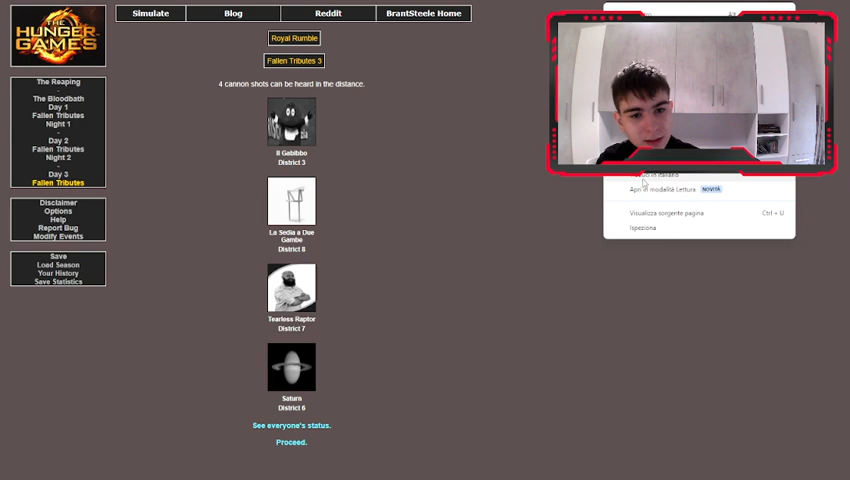 THE
HUNGER
GAMES
Simulate
Blog
Reddit
BrantSteele Home
The Reaping
-
The Bloodbath
Day 1
Fallen Tributes
Night 1
-
Day 2
Fallen Tributes
Night 2
-
Day 3
Fallen Tributes
Disclaimer
Options
Help
Report Bug
Modify Events
Save
Load Season
Your History
Save Statistics
Royal Rumble
Fallen Tributes 3
4 cannon shots can be heard in the distance.
Il Gabibbo
District 3
La Sedia a Due
Gambe
District 8
Tearless Raptor
District 7
Saturn
District 6
See everyone's status.
Proceed.
Alt
in italiano
Apri in modalità Lettura NOVITÀ
Visualizza sorgente pagina Ctrl + U
Ispeziona